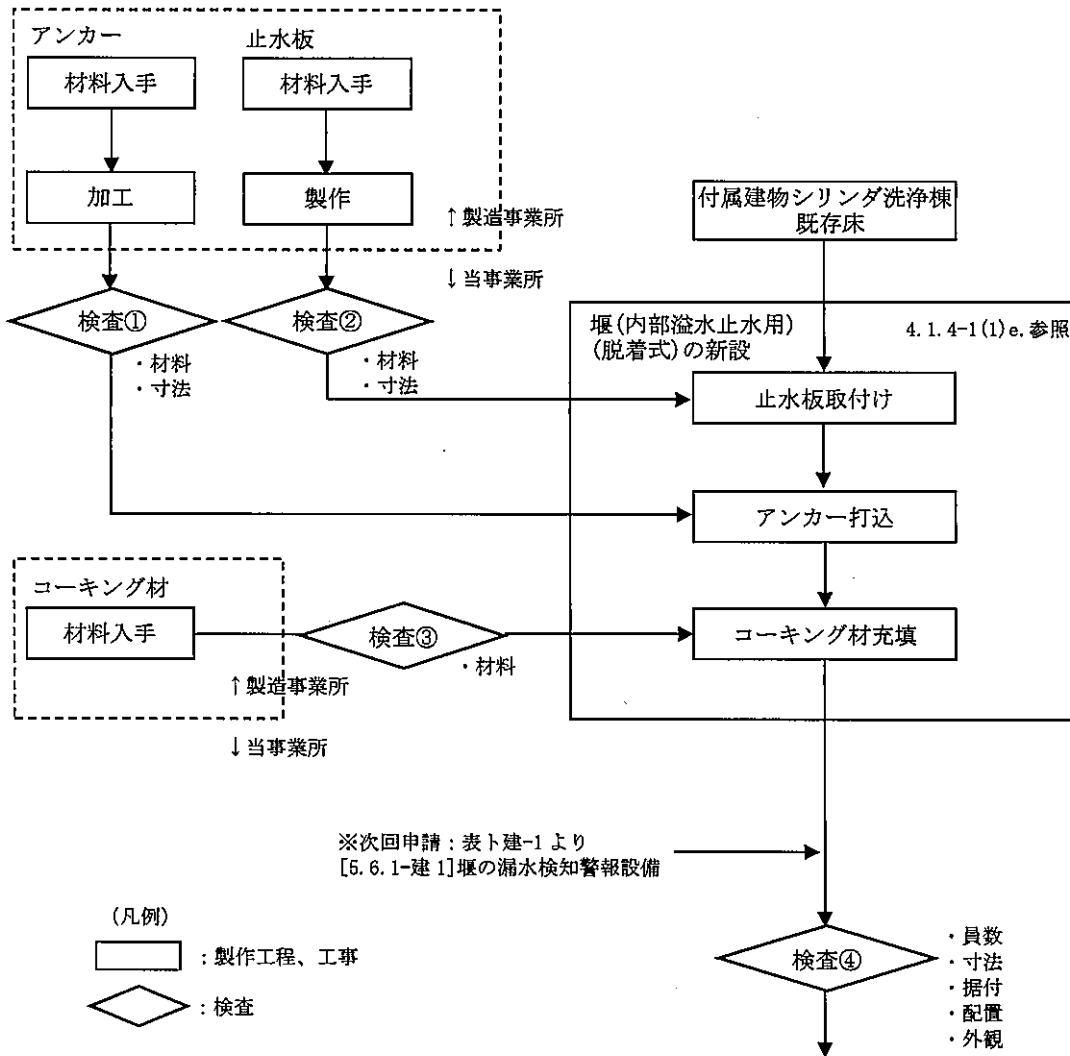 アンカー
止水板
材料入手
材料入手
加工
製作
↑製造事業所
↓当事業所
検査①
・材料
・寸法
検査②
・材料
・寸法
付属建物シリンダ洗浄棟
既存床
堰(内部溢水止水用)
(脱着式)の新設
4.1.4-1(1)e.参照
止水板取付け
アンカー打込
コーキング材
材料入手
↑製造事業所
↓当事業所
検査③
・材料
コーキング材充填
※次回申請：表ト建-1より
[5.6.1-建1]堰の漏水検知警報設備
検査④
・員数
・寸法
・据付
・配置
・外観
(凡例)
：製作工程、工事
：検査